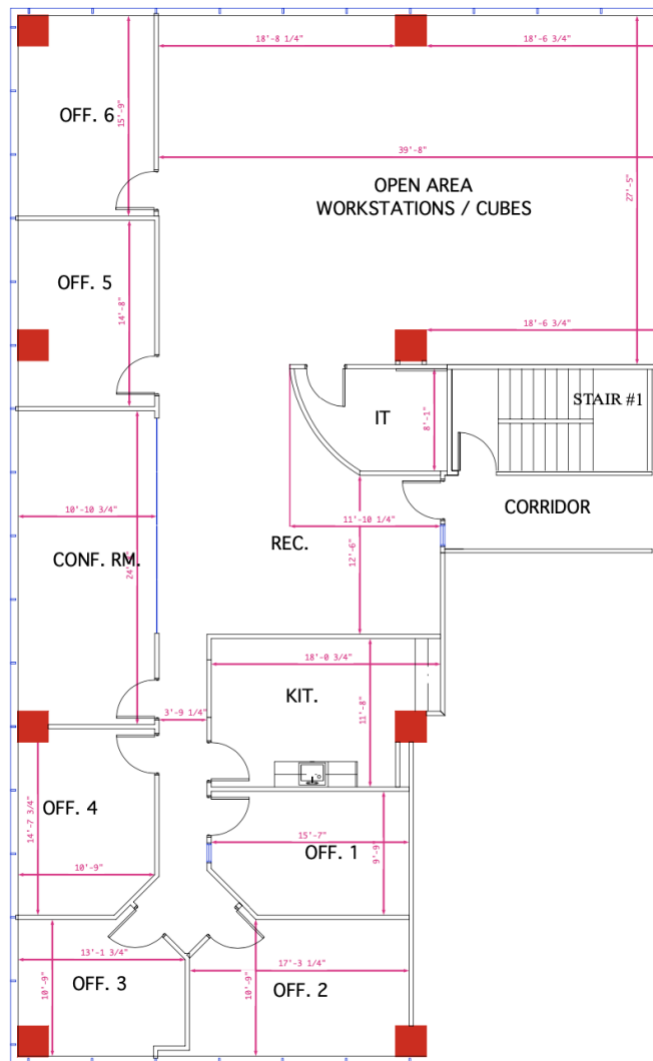 18'-8 1/4"
18'-6 3/4"
15'-9"
OFF. 6
39'-8"
27'-5"
OPEN AREA
WORKSTATIONS / CUBES
OFF. 5
14'-8"
18'-6 3/4"
IT
8'-1"
STAIR #1
10'-10 3/4"
11'-10 1/4"
CORRIDOR
REC.
12'-6"
CONF. RM.
18'-0 3/4"
KIT.
11'-8"
3'-9 1/4"
14'-7 3/4"
OFF. 4
15'-7"
OFF. 1
9'-9"
10'-9"
13'-1 3/4"
17'-3 1/4"
10'-9"
OFF. 3
10'-9"
OFF. 2